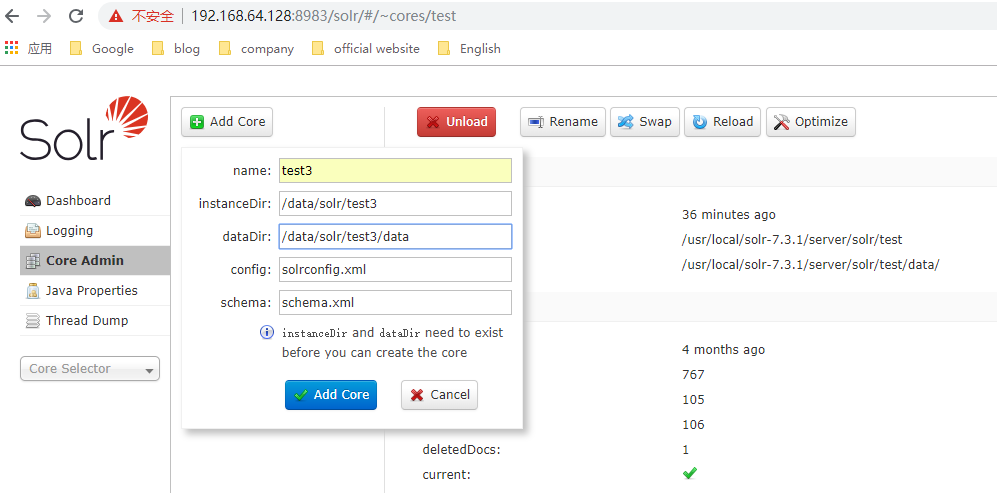 不安全 | 192.168.64.128:8983/solr/#/~cores/test
应用 Google blog company official website English
Solr
Add Core Unload Rename Swap Reload Optimize
name: test3
instanceDir: /data/solr/test3
dataDir: /data/solr/test3/data
config: solrconfig.xml
schema: schema.xml
instanceDir and dataDir need to exist
before you can create the core
Add Core Cancel
Dashboard
Logging
Core Admin
Java Properties
Thread Dump
Core Selector
36 minutes ago
/usr/local/solr-7.3.1/server/solr/test
/usr/local/solr-7.3.1/server/solr/test/data/
4 months ago
767
105
106
deletedDocs: 1
current: